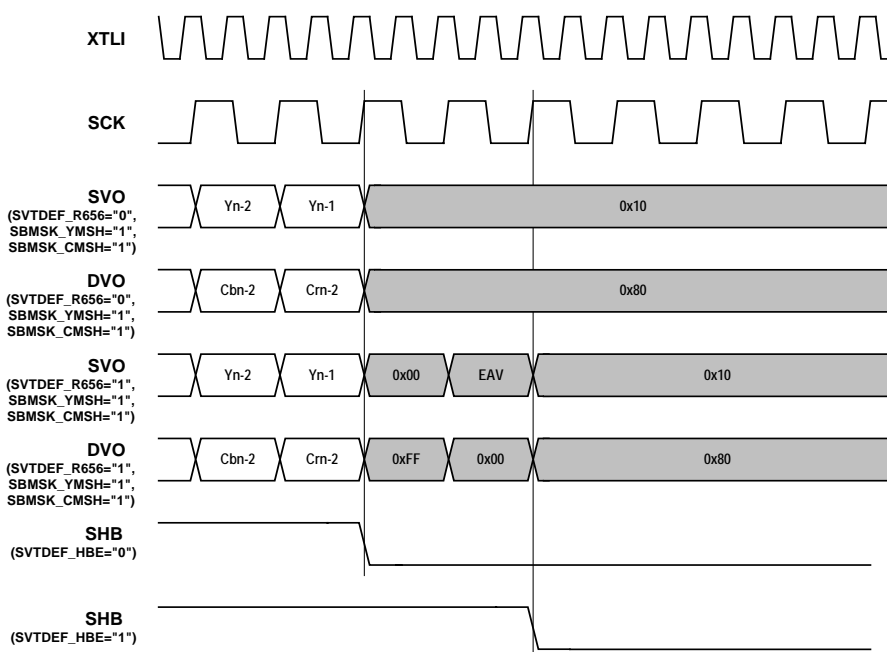 XTLI
SCK
SVO
(SVTDEF_R656="0",
SBMSK_YMSH="1",
SBMSK_CMSH="1")
Yn-2 Yn-1 0x10
DVO
(SVTDEF_R656="0",
SBMSK_YMSH="1",
SBMSK_CMSH="1")
Cbn-2 Crn-2 0x80
SVO
(SVTDEF_R656="1",
SBMSK_YMSH="1",
SBMSK_CMSH="1")
Yn-2 Yn-1 0x00 EAV 0x10
DVO
(SVTDEF_R656="1",
SBMSK_YMSH="1",
SBMSK_CMSH="1")
Cbn-2 Crn-2 0xFF 0x00 0x80
SHB
(SVTDEF_HBE="0")
SHB
(SVTDEF_HBE="1")